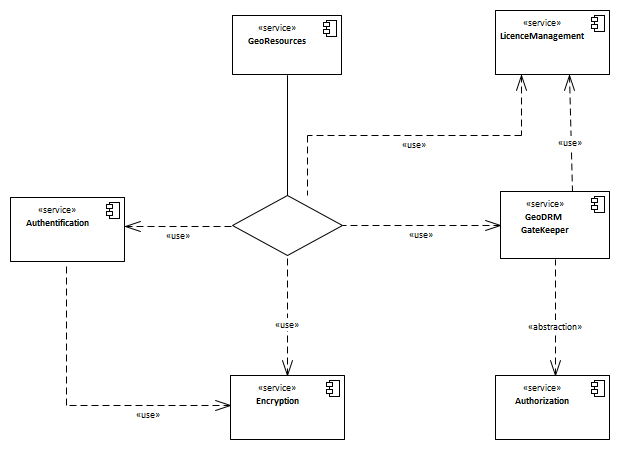 «service»
GeoResources
«service»
LicenceManagement
«use»
«use»
«service»
Authentification
«use»
«use»
«service»
GeoDRM
GateKeeper
«use»
«abstraction»
«service»
Encryption
«use»
«service»
Authorization